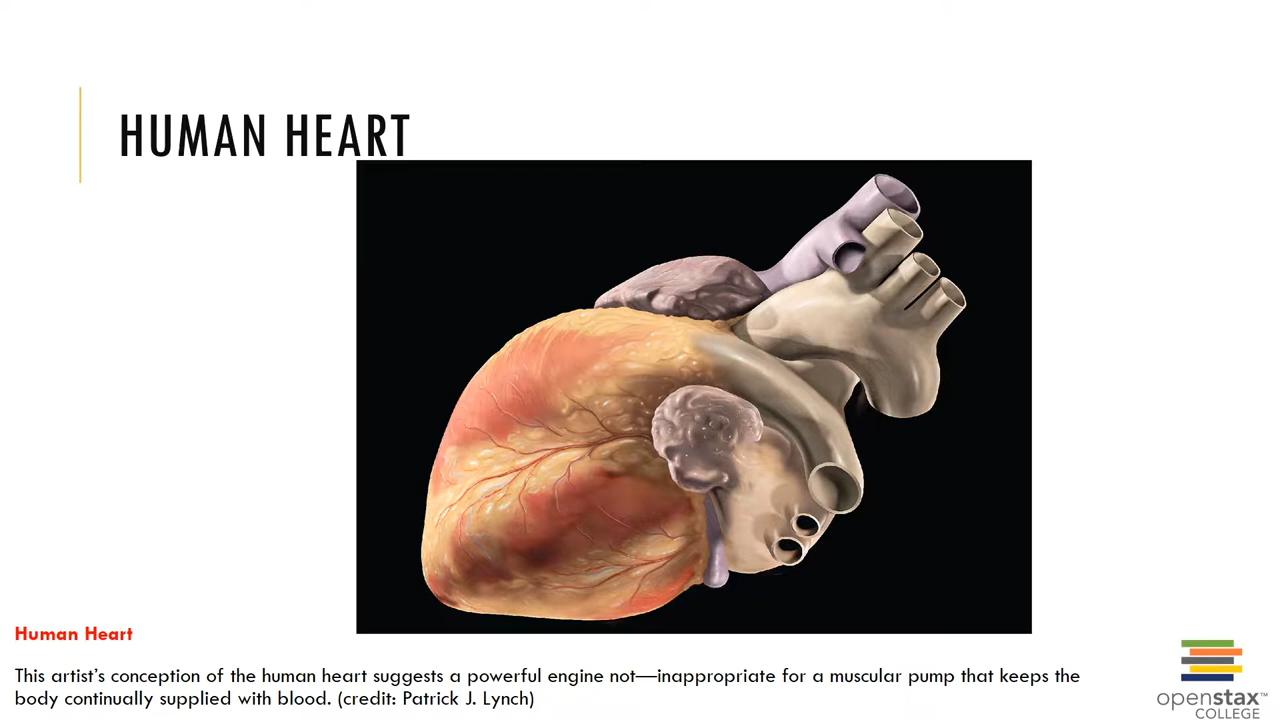 HUMAN HEART
Human Heart
This artist’s conception of the human heart suggests a powerful engine not—inappropriate for a muscular pump that keeps the
body continually supplied with blood. (credit: Patrick J. Lynch)
openstax™
COLLEGE